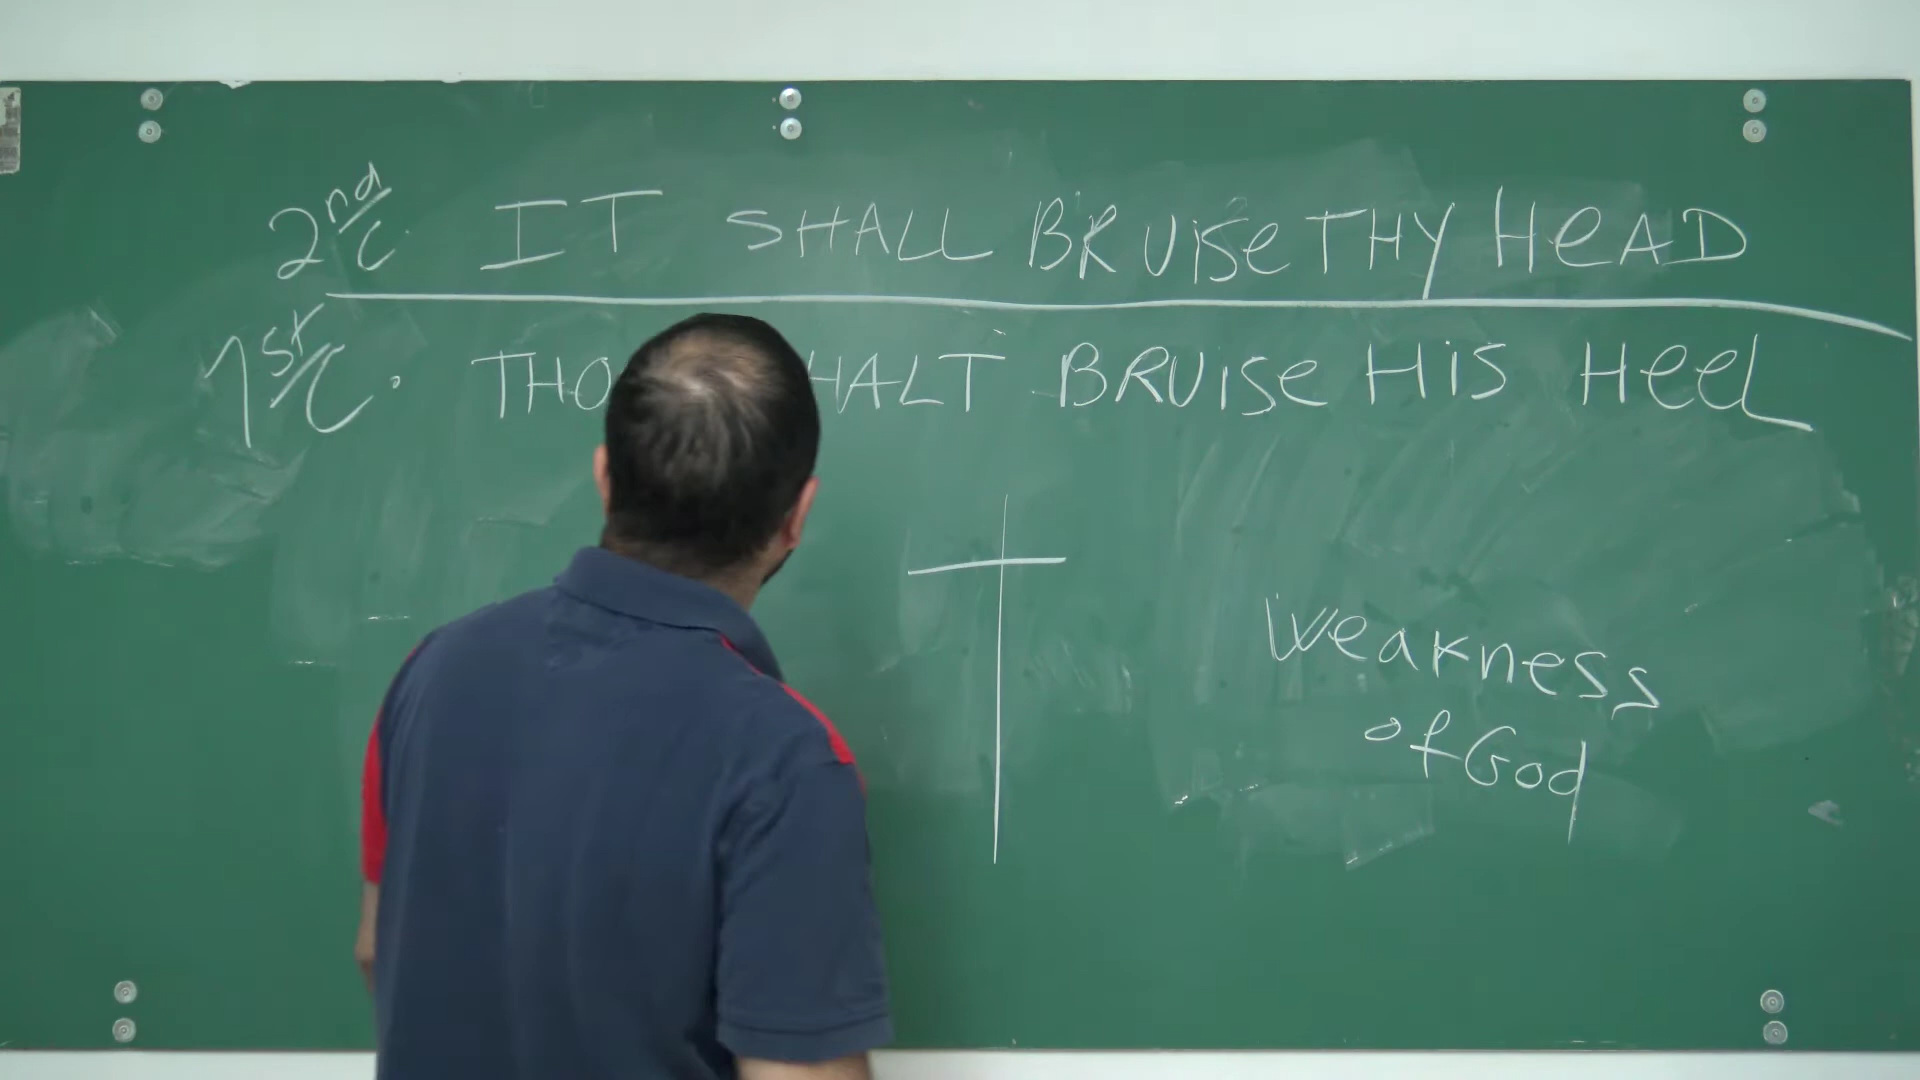 2nd/C. IT SHALL BRUISE THY HEAD
1st/C. THO HALT BRUISE HIS HEEL
Weakness
of God